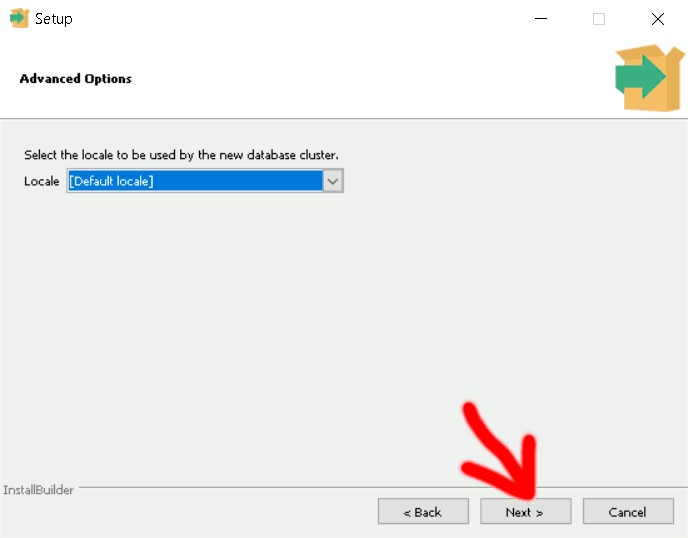 Setup
Advanced Options
Select the locale to be used by the new database cluster.
Locale [Default locale]
InstallBuilder
< Back Next > Cancel